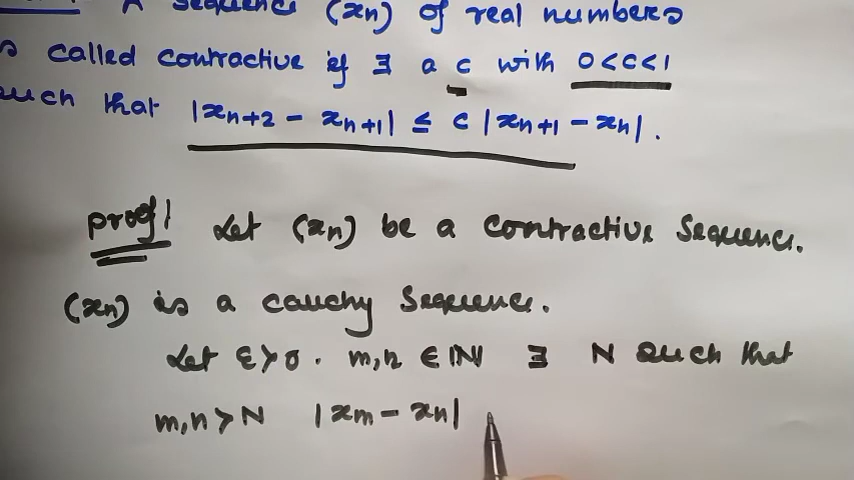 A sequence (xn) of real numbers
called contractive if ∃ a c with 0<c<1
such that |xn+2 - xn+1| ≤ c |xn+1 - xn|.
proof! Let (xn) be a contractive sequence.
(xn) is a cauchy sequence.
Let ε>0. m,n ∈ ℕ ∃ N such that
m,n > N |xm - xn|